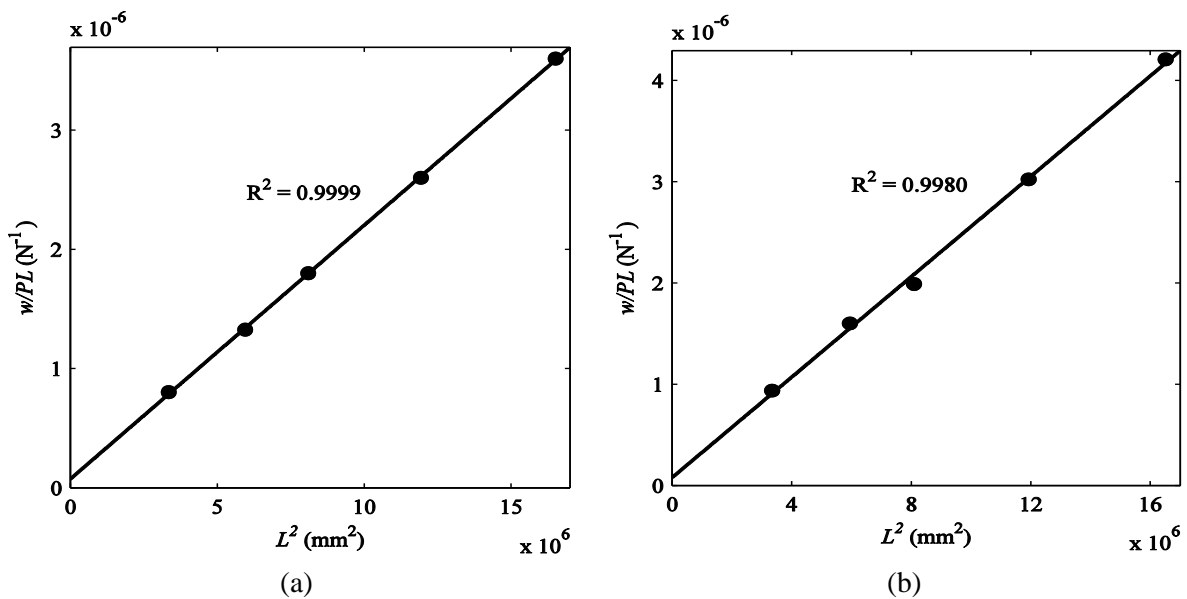 x 10^-6
3
2
1
0
w/PL (N^-1)
R^2 = 0.9999
0 5 10 15
L^2 (mm^2)
x 10^6
(a)
x 10^-6
4
3
2
1
0
w/PL (N^-1)
R^2 = 0.9980
0 4 8 12 16
L^2 (mm^2)
x 10^6
(b)